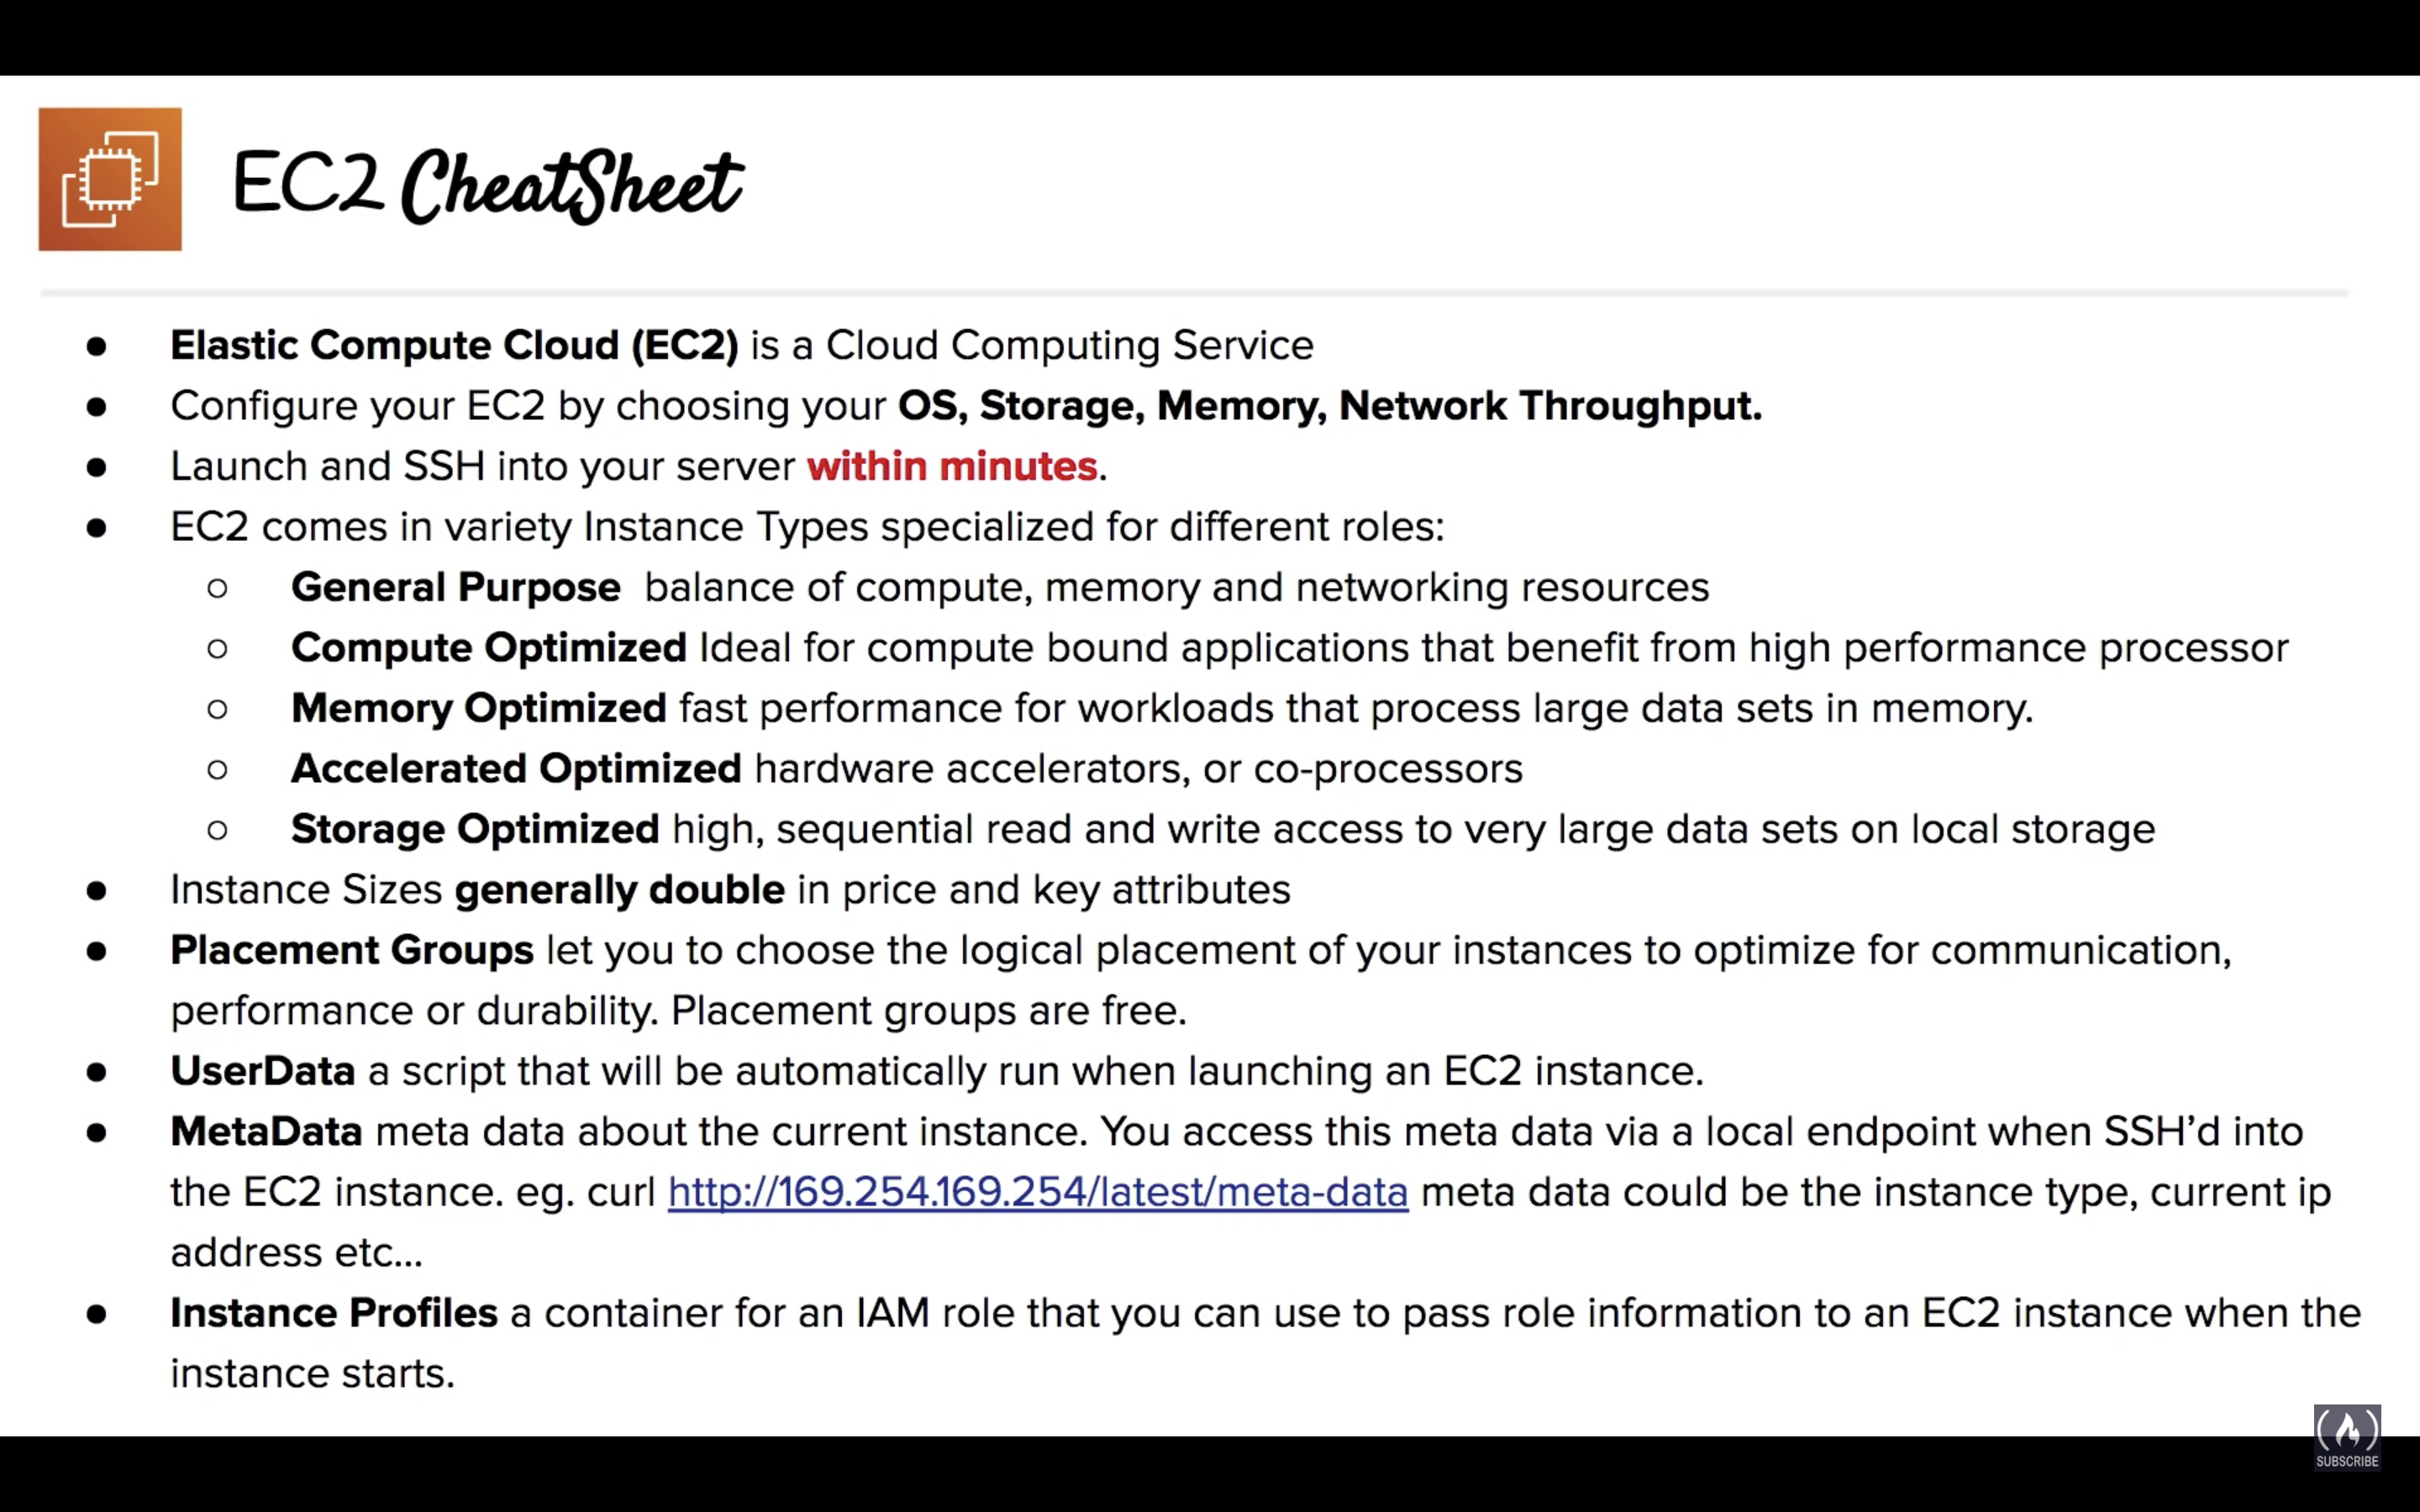 EC2 CheatSheet
● Elastic Compute Cloud (EC2) is a Cloud Computing Service
● Configure your EC2 by choosing your OS, Storage, Memory, Network Throughput.
● Launch and SSH into your server within minutes.
● EC2 comes in variety Instance Types specialized for different roles:
○ General Purpose  balance of compute, memory and networking resources
○ Compute Optimized Ideal for compute bound applications that benefit from high performance processor
○ Memory Optimized fast performance for workloads that process large data sets in memory.
○ Accelerated Optimized hardware accelerators, or co-processors
○ Storage Optimized high, sequential read and write access to very large data sets on local storage
● Instance Sizes generally double in price and key attributes
● Placement Groups let you to choose the logical placement of your instances to optimize for communication,
performance or durability. Placement groups are free.
● UserData a script that will be automatically run when launching an EC2 instance.
● MetaData meta data about the current instance. You access this meta data via a local endpoint when SSH’d into
the EC2 instance. eg. curl http://169.254.169.254/latest/meta-data meta data could be the instance type, current ip
address etc...
● Instance Profiles a container for an IAM role that you can use to pass role information to an EC2 instance when the
instance starts.
SUBSCRIBE